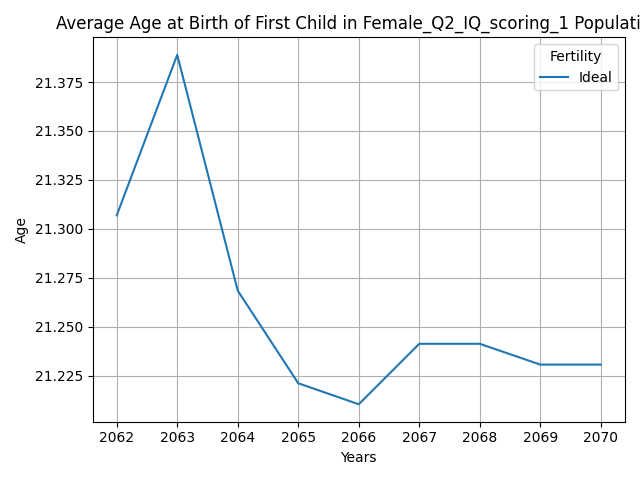 Average Age at Birth of First Child in Female_Q2_IQ_scoring_1 Populati
Fertility
Ideal
Age
21.375
21.350
21.325
21.300
21.275
21.250
21.225
2062 2063 2064 2065 2066 2067 2068 2069 2070
Years